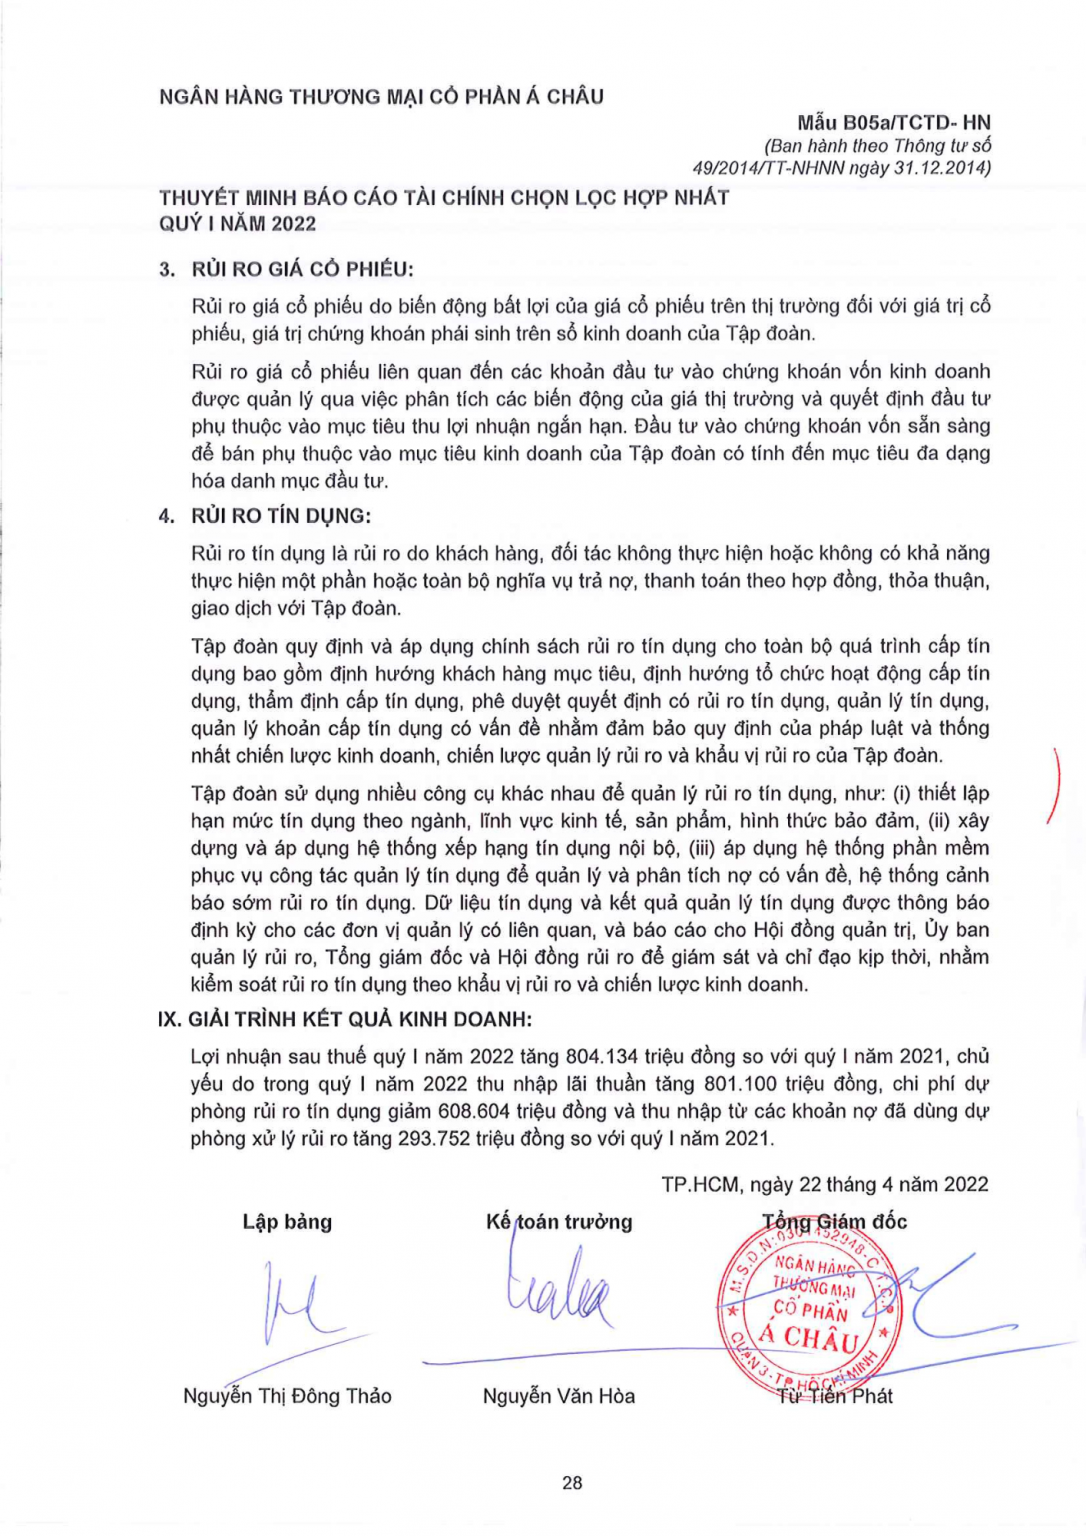 NGÂN HÀNG THƯƠNG MẠI CỔ PHẦN Á CHÂU
Mẫu B05a/TCTD- HN
(Ban hành theo Thông tư số
49/2014/TT-NHNN ngày 31.12.2014)
THUYẾT MINH BÁO CÁO TÀI CHÍNH CHỌN LỌC HỢP NHẤT
QUÝ I NĂM 2022
3. RỦI RO GIÁ CỔ PHIẾU:
Rủi ro giá cổ phiếu do biến động bất lợi của giá cổ phiếu trên thị trường đối với giá trị cổ
phiếu, giá trị chứng khoán phái sinh trên sổ kinh doanh của Tập đoàn.
Rủi ro giá cổ phiếu liên quan đến các khoản đầu tư vào chứng khoán vốn kinh doanh
được quản lý qua việc phân tích các biến động của giá thị trường và quyết định đầu tư
phụ thuộc vào mục tiêu thu lợi nhuận ngắn hạn. Đầu tư vào chứng khoán vốn sẵn sàng
để bán phụ thuộc vào mục tiêu kinh doanh của Tập đoàn có tính đến mục tiêu đa dạng
hóa danh mục đầu tư.
4. RỦI RO TÍN DỤNG:
Rủi ro tín dụng là rủi ro do khách hàng, đối tác không thực hiện hoặc không có khả năng
thực hiện một phần hoặc toàn bộ nghĩa vụ trả nợ, thanh toán theo hợp đồng, thỏa thuận,
giao dịch với Tập đoàn.
Tập đoàn quy định và áp dụng chính sách rủi ro tín dụng cho toàn bộ quá trình cấp tín
dụng bao gồm định hướng khách hàng mục tiêu, định hướng tổ chức hoạt động cấp tín
dụng, thẩm định cấp tín dụng, phê duyệt quyết định có rủi ro tín dụng, quản lý tín dụng,
quản lý khoản cấp tín dụng có vấn đề nhằm đảm bảo quy định của pháp luật và thống
nhất chiến lược kinh doanh, chiến lược quản lý rủi ro và khẩu vị rủi ro của Tập đoàn.
Tập đoàn sử dụng nhiều công cụ khác nhau để quản lý rủi ro tín dụng, như: (i) thiết lập
hạn mức tín dụng theo ngành, lĩnh vực kinh tế, sản phẩm, hình thức bảo đảm, (ii) xây
dựng và áp dụng hệ thống xếp hạng tín dụng nội bộ, (iii) áp dụng hệ thống phần mềm
phục vụ công tác quản lý tín dụng để quản lý và phân tích nợ có vấn đề, hệ thống cảnh
báo sớm rủi ro tín dụng. Dữ liệu tín dụng và kết quả quản lý tín dụng được thông báo
định kỳ cho các đơn vị quản lý có liên quan, và báo cáo cho Hội đồng quản trị, Ủy ban
quản lý rủi ro, Tổng giám đốc và Hội đồng rủi ro để giám sát và chỉ đạo kịp thời, nhằm
kiểm soát rủi ro tín dụng theo khẩu vị rủi ro và chiến lược kinh doanh.
IX. GIẢI TRÌNH KẾT QUẢ KINH DOANH:
Lợi nhuận sau thuế quý I năm 2022 tăng 804.134 triệu đồng so với quý I năm 2021, chủ
yếu do trong quý I năm 2022 thu nhập lãi thuần tăng 801.100 triệu đồng, chi phí dự
phòng rủi ro tín dụng giảm 608.604 triệu đồng và thu nhập từ các khoản nợ đã dùng dự
phòng xử lý rủi ro tăng 293.752 triệu đồng so với quý I năm 2021.
TP.HCM, ngày 22 tháng 4 năm 2022
Lập bảng Kế toán trưởng Tổng Giám đốc
M.S.D.N:0301452948-C.T.C.P
NGÂN HÀNG
THƯƠNG MẠI
CỔ PHẦN
Á CHÂU
QUẬN 3-TP.HỒ CHÍ MINH
Nguyễn Thị Đông Thảo Nguyễn Văn Hòa Từ Tiến Phát
28